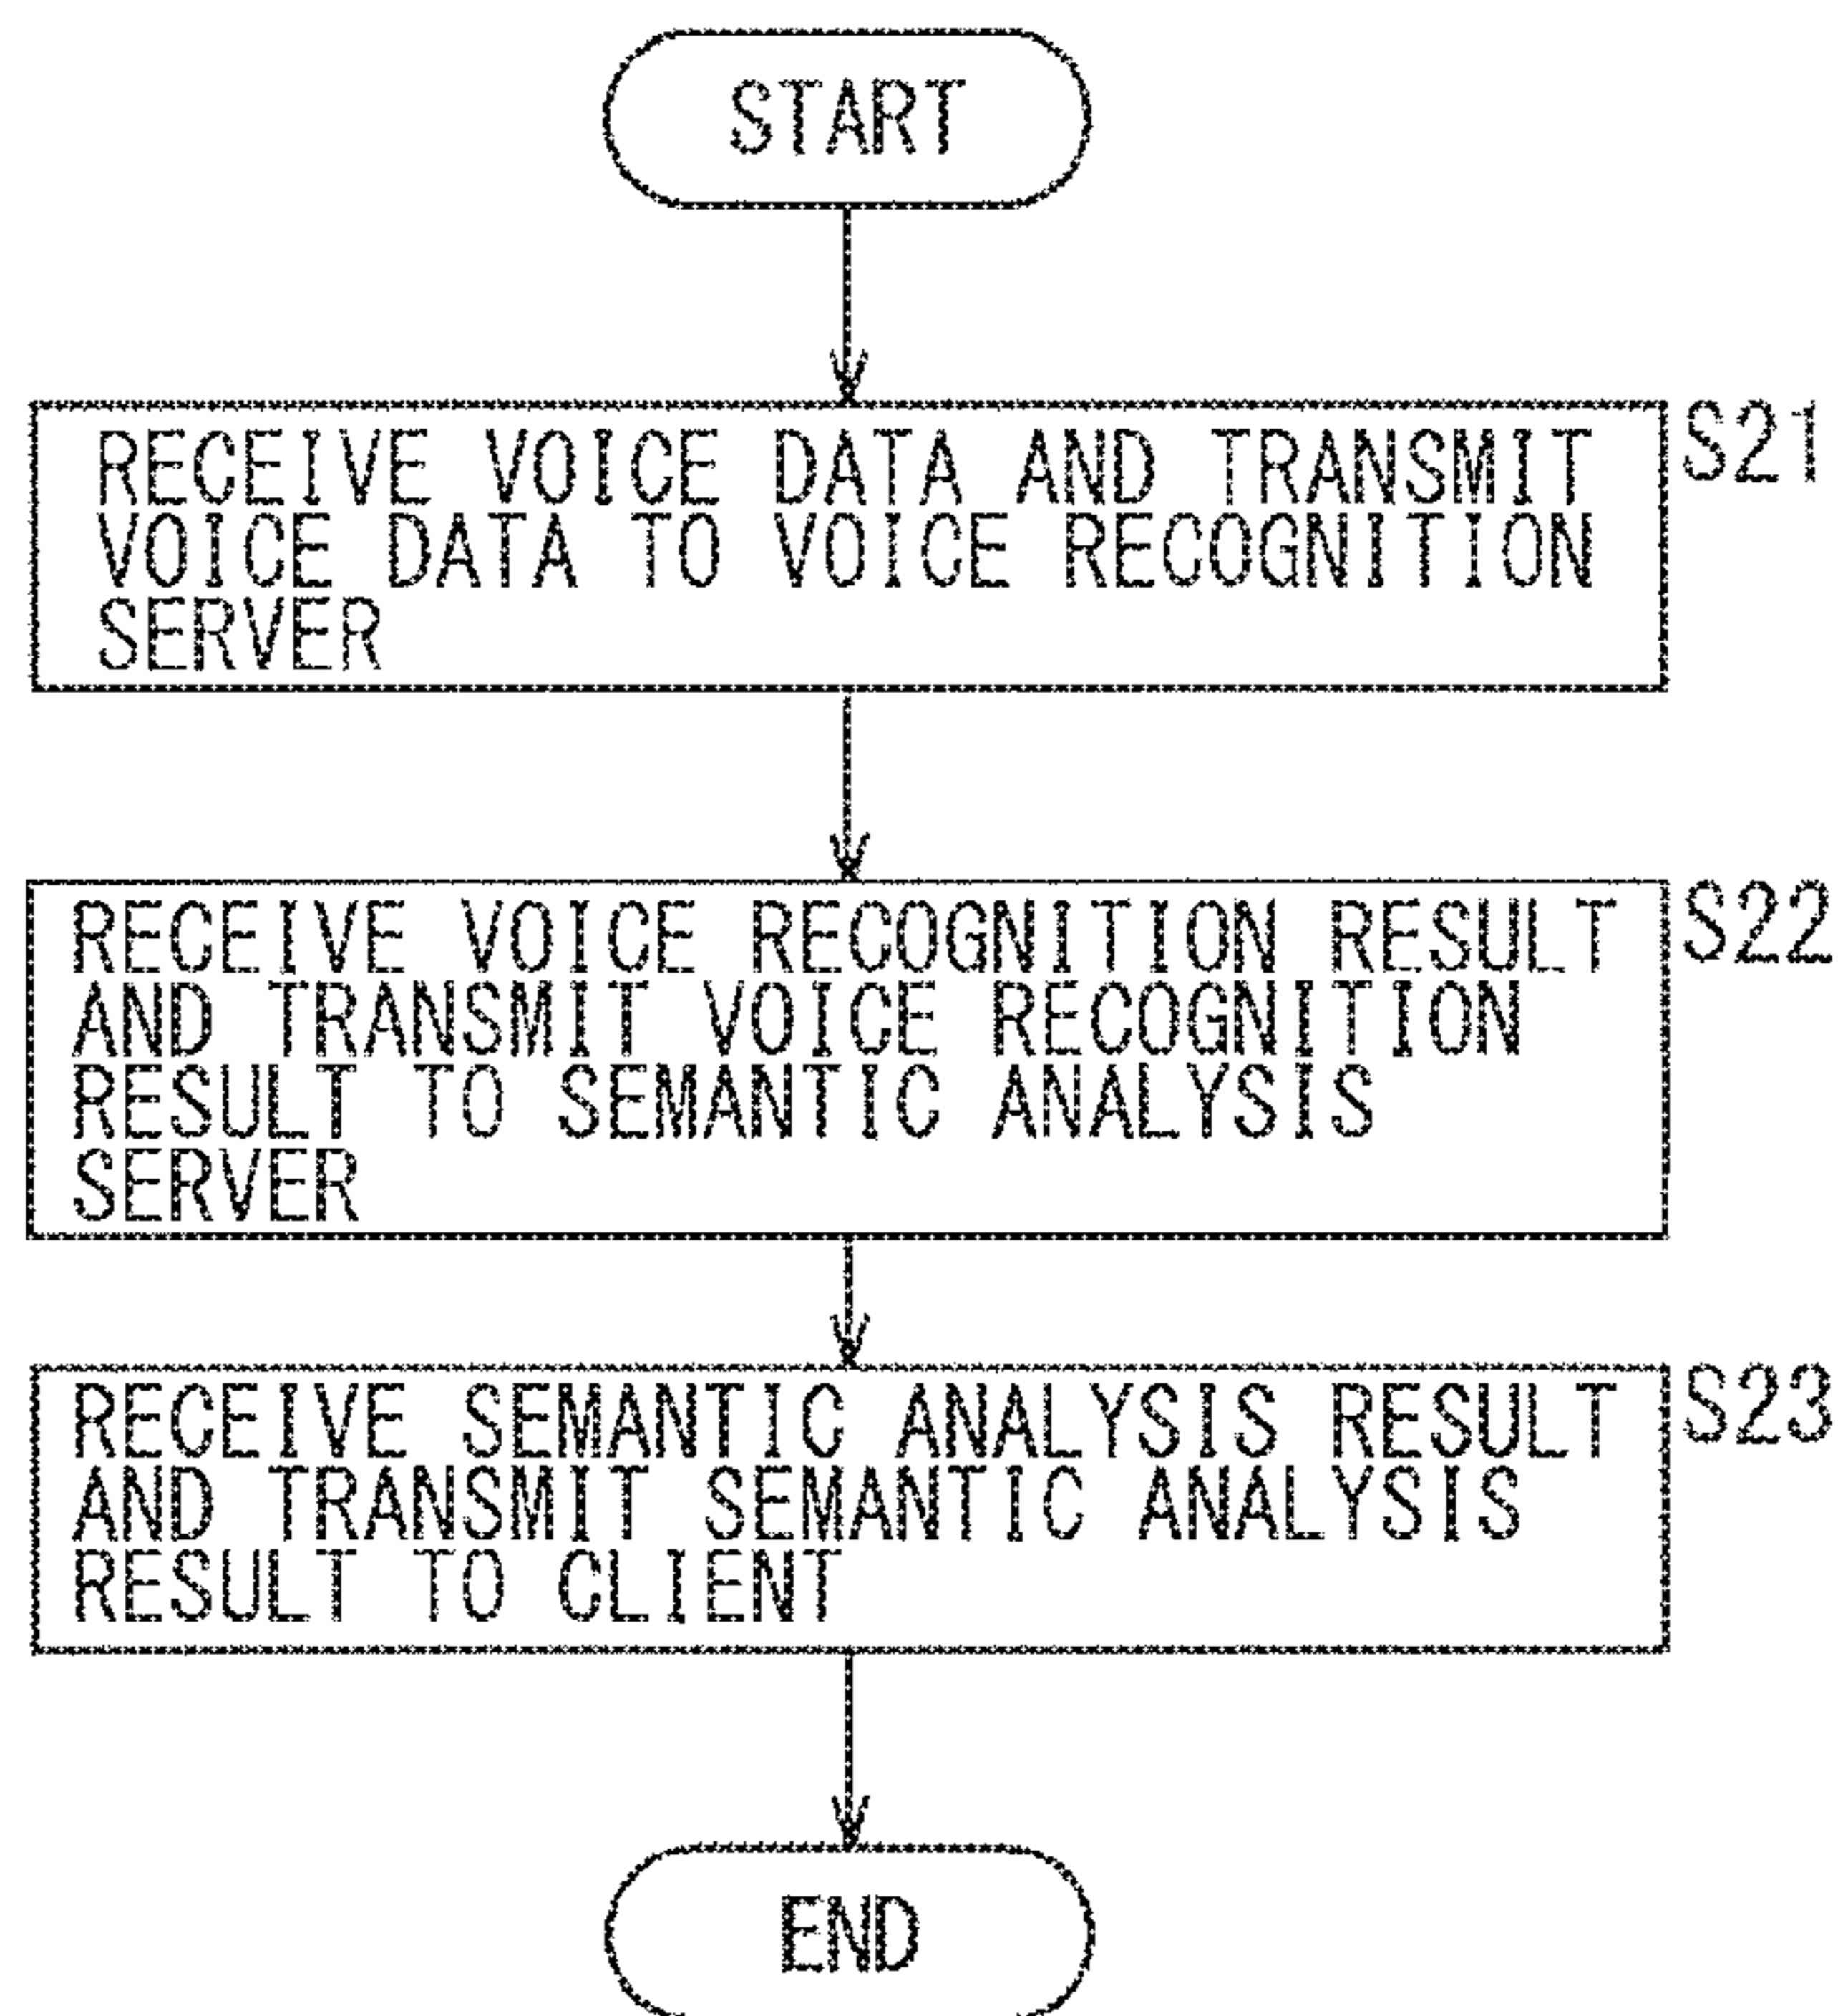 START
RECEIVE VOICE DATA AND TRANSMIT
VOICE DATA TO VOICE RECOGNITION
SERVER
S21
RECEIVE VOICE RECOGNITION RESULT
AND TRANSMIT VOICE RECOGNITION
RESULT TO SEMANTIC ANALYSIS
SERVER
S22
RECEIVE SEMANTIC ANALYSIS RESULT
AND TRANSMIT SEMANTIC ANALYSIS
RESULT TO CLIENT
S23
END